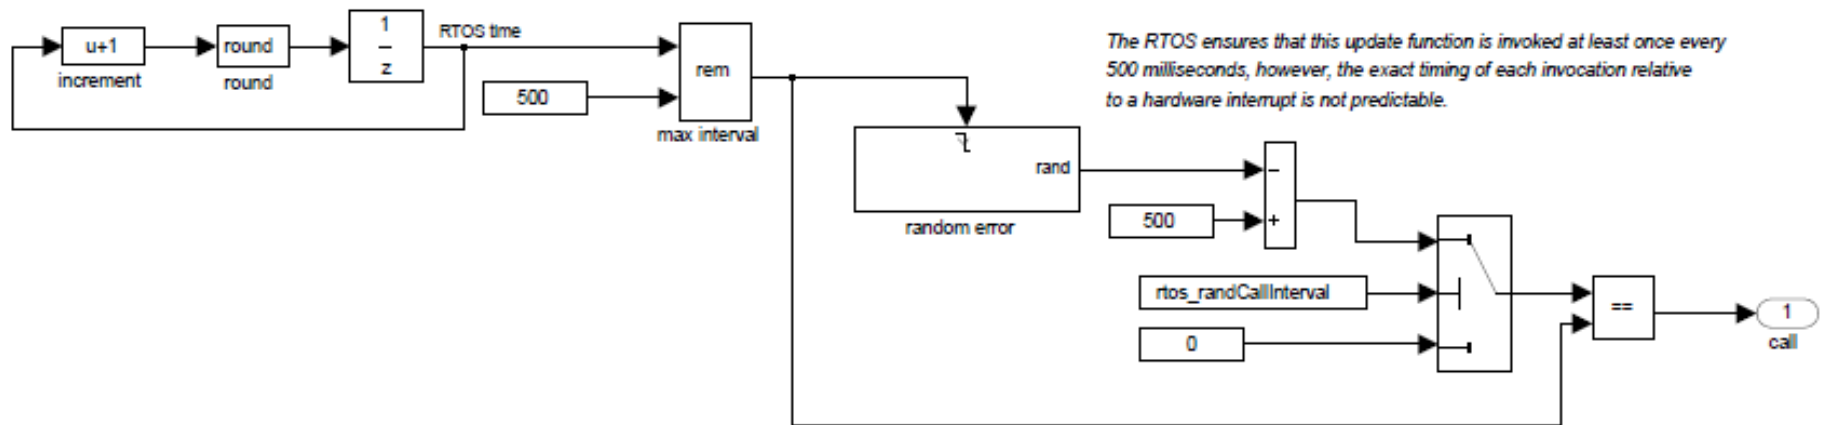 u+1
increment
round
round
1
z
RTOS time
500
rem
max interval
The RTOS ensures that this update function is invoked at least once every
500 milliseconds, however, the exact timing of each invocation relative
to a hardware interrupt is not predictable.
rand
random error
500
−
+
rtos_randCallInterval
0
==
1
call